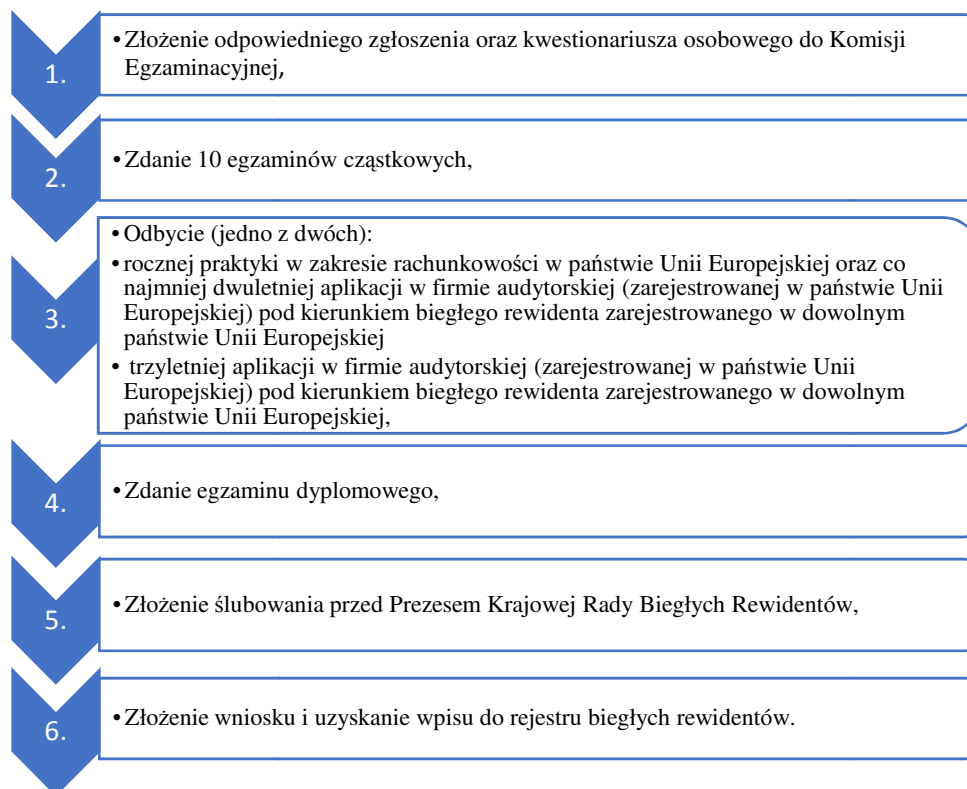 1.
• Złożenie odpowiedniego zgłoszenia oraz kwestionariusza osobowego do Komisji
Egzaminacyjnej,
2.
• Zdanie 10 egzaminów cząstkowych,
3.
• Odbycie (jedno z dwóch):
• rocznej praktyki w zakresie rachunkowości w państwie Unii Europejskiej oraz co
najmniej dwuletniej aplikacji w firmie audytorskiej (zarejestrowanej w państwie Unii
Europejskiej) pod kierunkiem biegłego rewidenta zarejestrowanego w dowolnym
państwie Unii Europejskiej
• trzyletniej aplikacji w firmie audytorskiej (zarejestrowanej w państwie Unii
Europejskiej) pod kierunkiem biegłego rewidenta zarejestrowanego w dowolnym
państwie Unii Europejskiej,
4.
• Zdanie egzaminu dyplomowego,
5.
• Złożenie ślubowania przed Prezesem Krajowej Rady Biegłych Rewidentów,
6.
• Złożenie wniosku i uzyskanie wpisu do rejestru biegłych rewidentów.